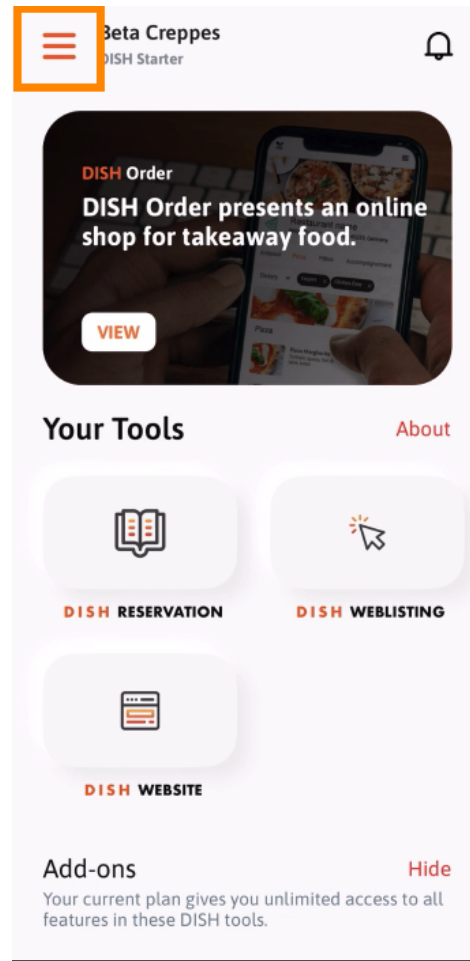 Beta Creppes
DISH Starter
DISH Order
DISH Order presents an online
shop for takeaway food.
VIEW
Pizza
Your Tools
About
DISH RESERVATION
DISH WEBLISTING
DISH WEBSITE
Add-ons
Hide
Your current plan gives you unlimited access to all
features in these DISH tools.